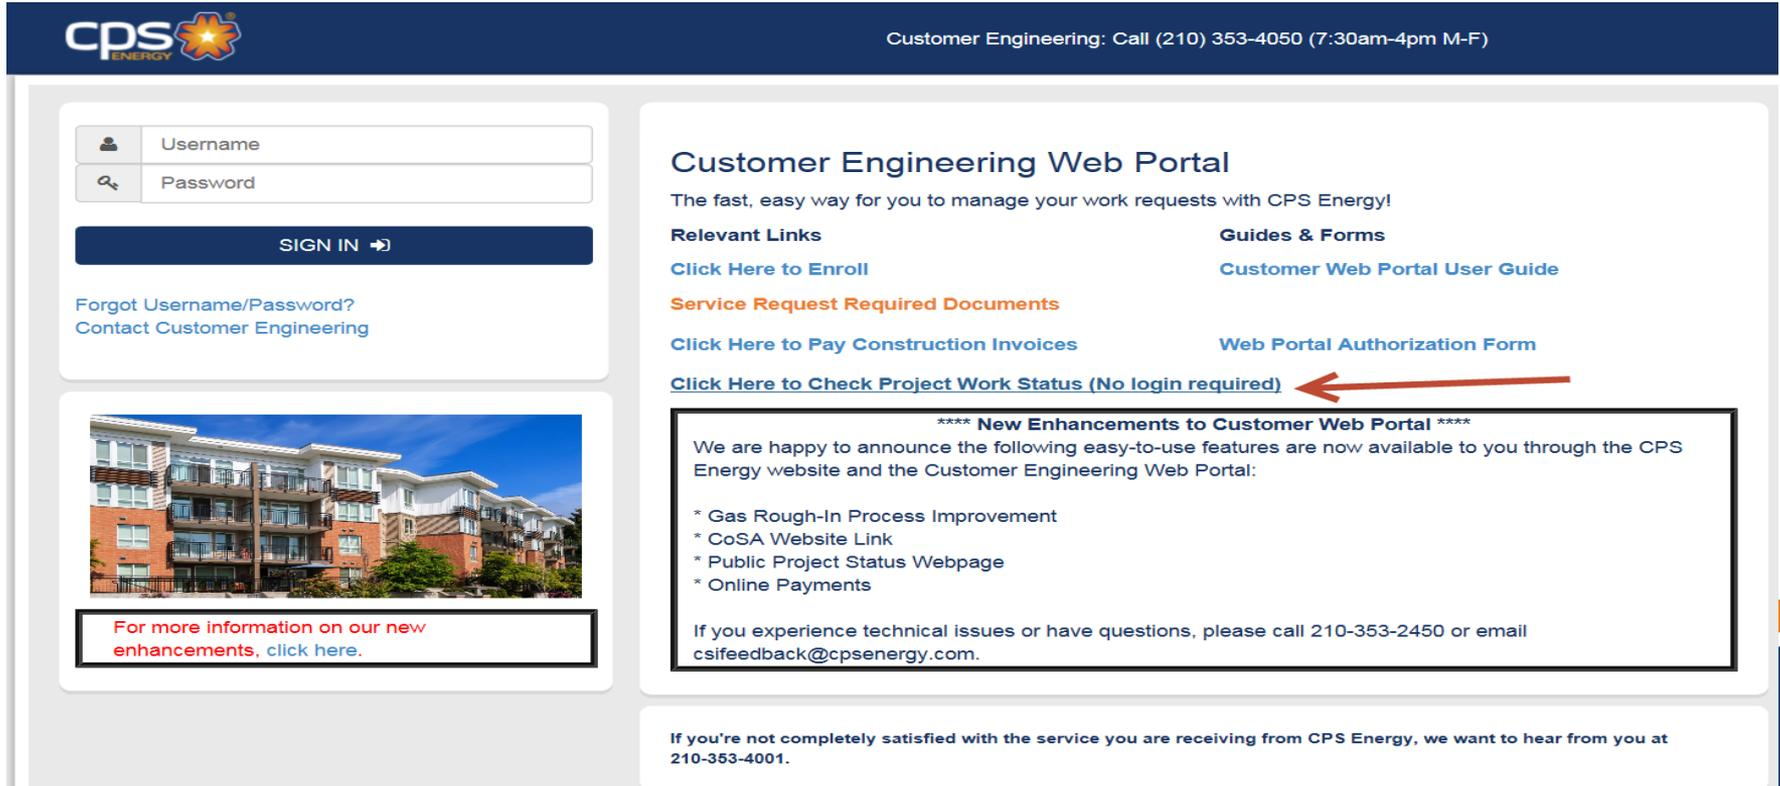 cps
ENERGY
Customer Engineering: Call (210) 353-4050 (7:30am-4pm M-F)
Username
Password
SIGN IN
Forgot Username/Password?
Contact Customer Engineering
For more information on our new
enhancements, click here.
Customer Engineering Web Portal
The fast, easy way for you to manage your work requests with CPS Energy!
Relevant Links
Guides & Forms
Click Here to Enroll
Customer Web Portal User Guide
Service Request Required Documents
Click Here to Pay Construction Invoices
Web Portal Authorization Form
Click Here to Check Project Work Status (No login required)
**** New Enhancements to Customer Web Portal ****
We are happy to announce the following easy-to-use features are now available to you through the CPS
Energy website and the Customer Engineering Web Portal:
* Gas Rough-In Process Improvement
* CoSA Website Link
* Public Project Status Webpage
* Online Payments
If you experience technical issues or have questions, please call 210-353-2450 or email
csifeedback@cpsenergy.com.
If you're not completely satisfied with the service you are receiving from CPS Energy, we want to hear from you at
210-353-4001.